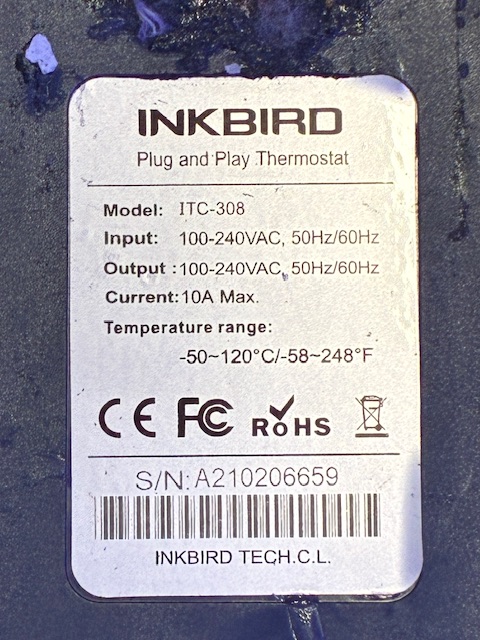 INKBIRD
Plug and Play Thermostat
Model: ITC-308
Input: 100-240VAC, 50Hz/60Hz
Output :100-240VAC, 50Hz/60Hz
Current:10A Max.
Temperature range:
-50~120°C/-58~248°F
CE FC RoHS
S/N:A210206659
INKBIRD TECH.C.L.